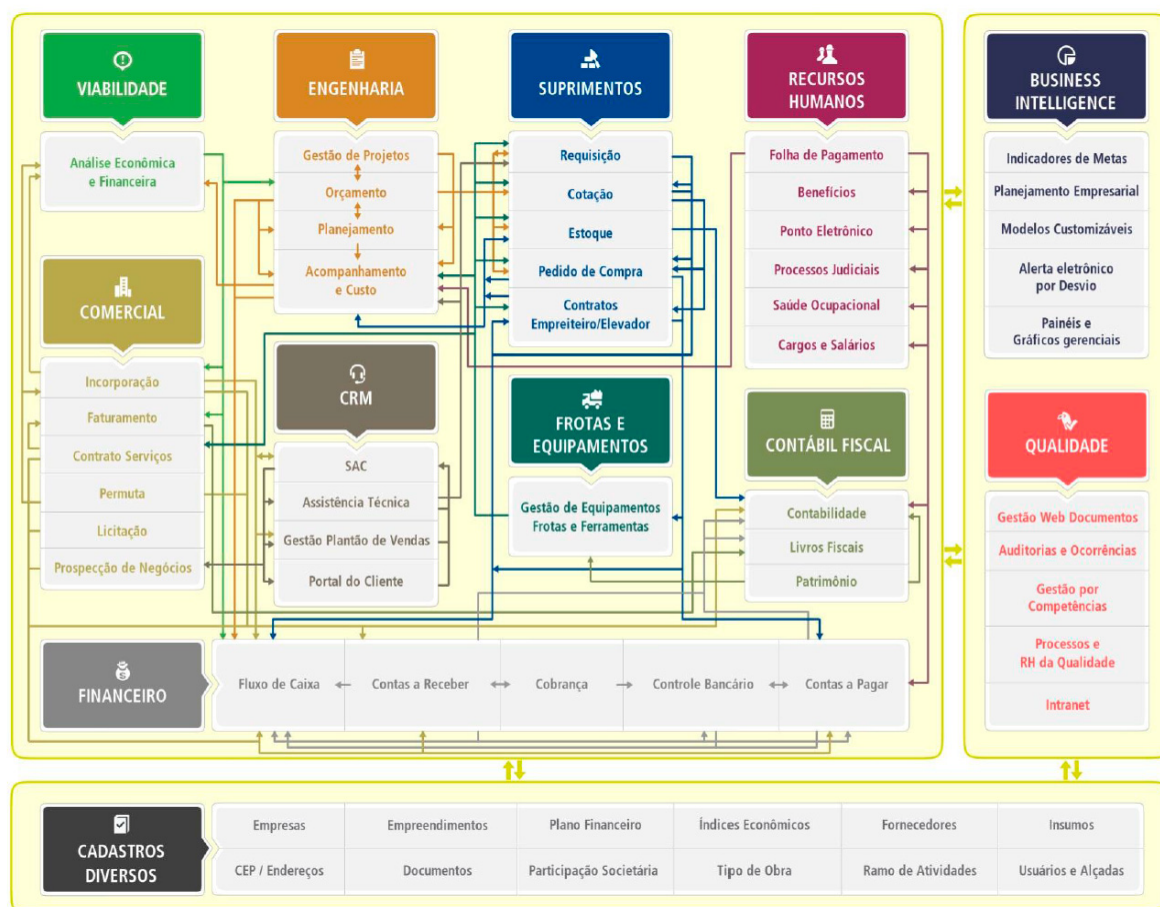 VIABILIDADE
Análise Econômica
e Financeira
COMERCIAL
Incorporação
Faturamento
Contrato Serviços
Permuta
Licitação
Prospecção de Negócios
ENGENHARIA
Gestão de Projetos
Orçamento
Planejamento
Acompanhamento
e Custo
CRM
SAC
Assistência Técnica
Gestão Plantão de Vendas
Portal do Cliente
SUPRIMENTOS
Requisição
Cotação
Estoque
Pedido de Compra
Contratos
Empreiteiro/Elevador
FROTAS E
EQUIPAMENTOS
Gestão de Equipamentos
Frotas e Ferramentas
RECURSOS
HUMANOS
Folha de Pagamento
Benefícios
Ponto Eletrônico
Processos Judiciais
Saúde Ocupacional
Cargos e Salários
CONTÁBIL FISCAL
Contabilidade
Livros Fiscais
Patrimônio
FINANCEIRO
Fluxo de Caixa
Contas a Receber
Cobrança
Controle Bancário
Contas a Pagar
BUSINESS
INTELLIGENCE
Indicadores de Metas
Planejamento Empresarial
Modelos Customizáveis
Alerta eletrônico
por Desvio
Painéis e
Gráficos gerenciais
QUALIDADE
Gestão Web Documentos
Auditorias e Ocorrências
Gestão por
Competências
Processos e
RH da Qualidade
Intranet
CADASTROS
DIVERSOS
Empresas
Empreendimentos
Plano Financeiro
Índices Econômicos
Fornecedores
Insumos
CEP / Endereços
Documentos
Participação Societária
Tipo de Obra
Ramo de Atividades
Usuários e Alçadas